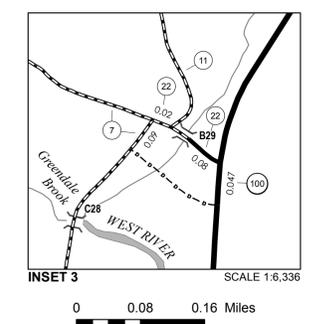 11
22
0.02
22
7
0.09
B29
0.08
0.047
100
Greendale
Brook
C28
WEST RIVER
INSET 3
SCALE 1:6,336
0 0.08 0.16 Miles